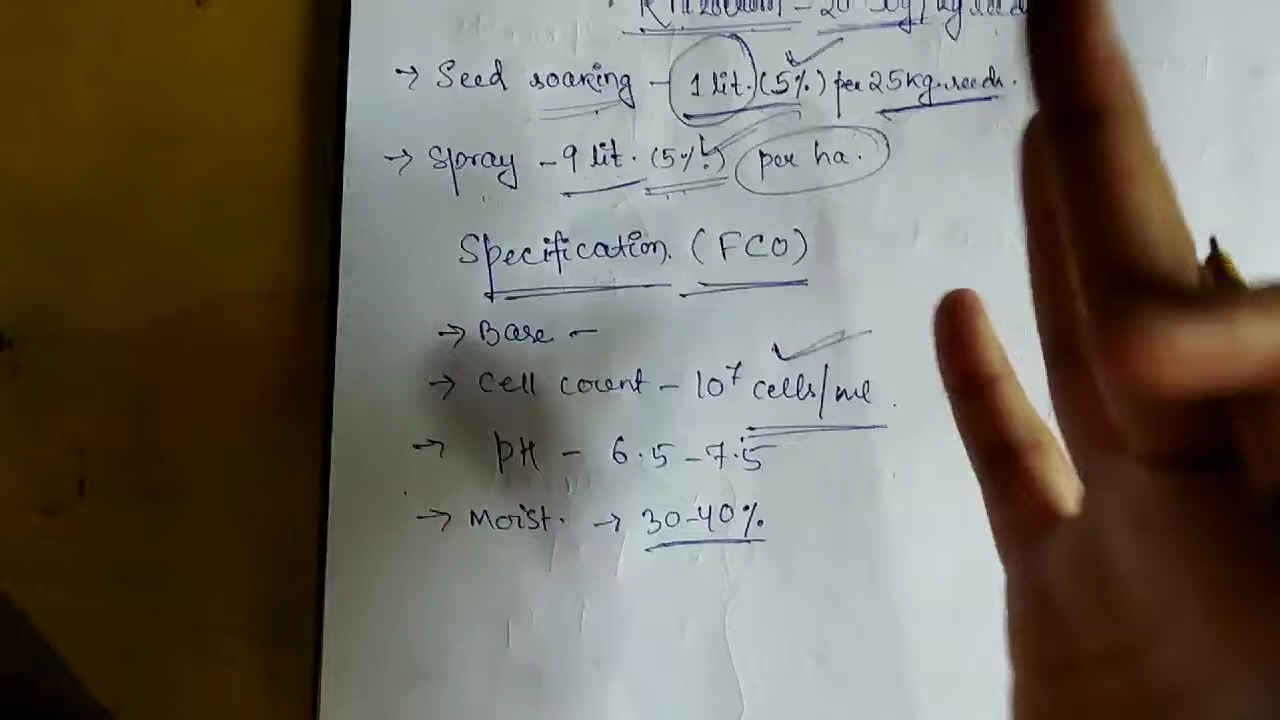 → Seed soaking – 1 lit. (5%) per 25kg seeds.
→ Spray – 9 lit. (5%) per ha.
Specification. (FCO)
→ Base –
→ Cell count – 10⁷ cells/ml.
→ pH – 6.5 – 7.5
→ Moist. → 30-40%